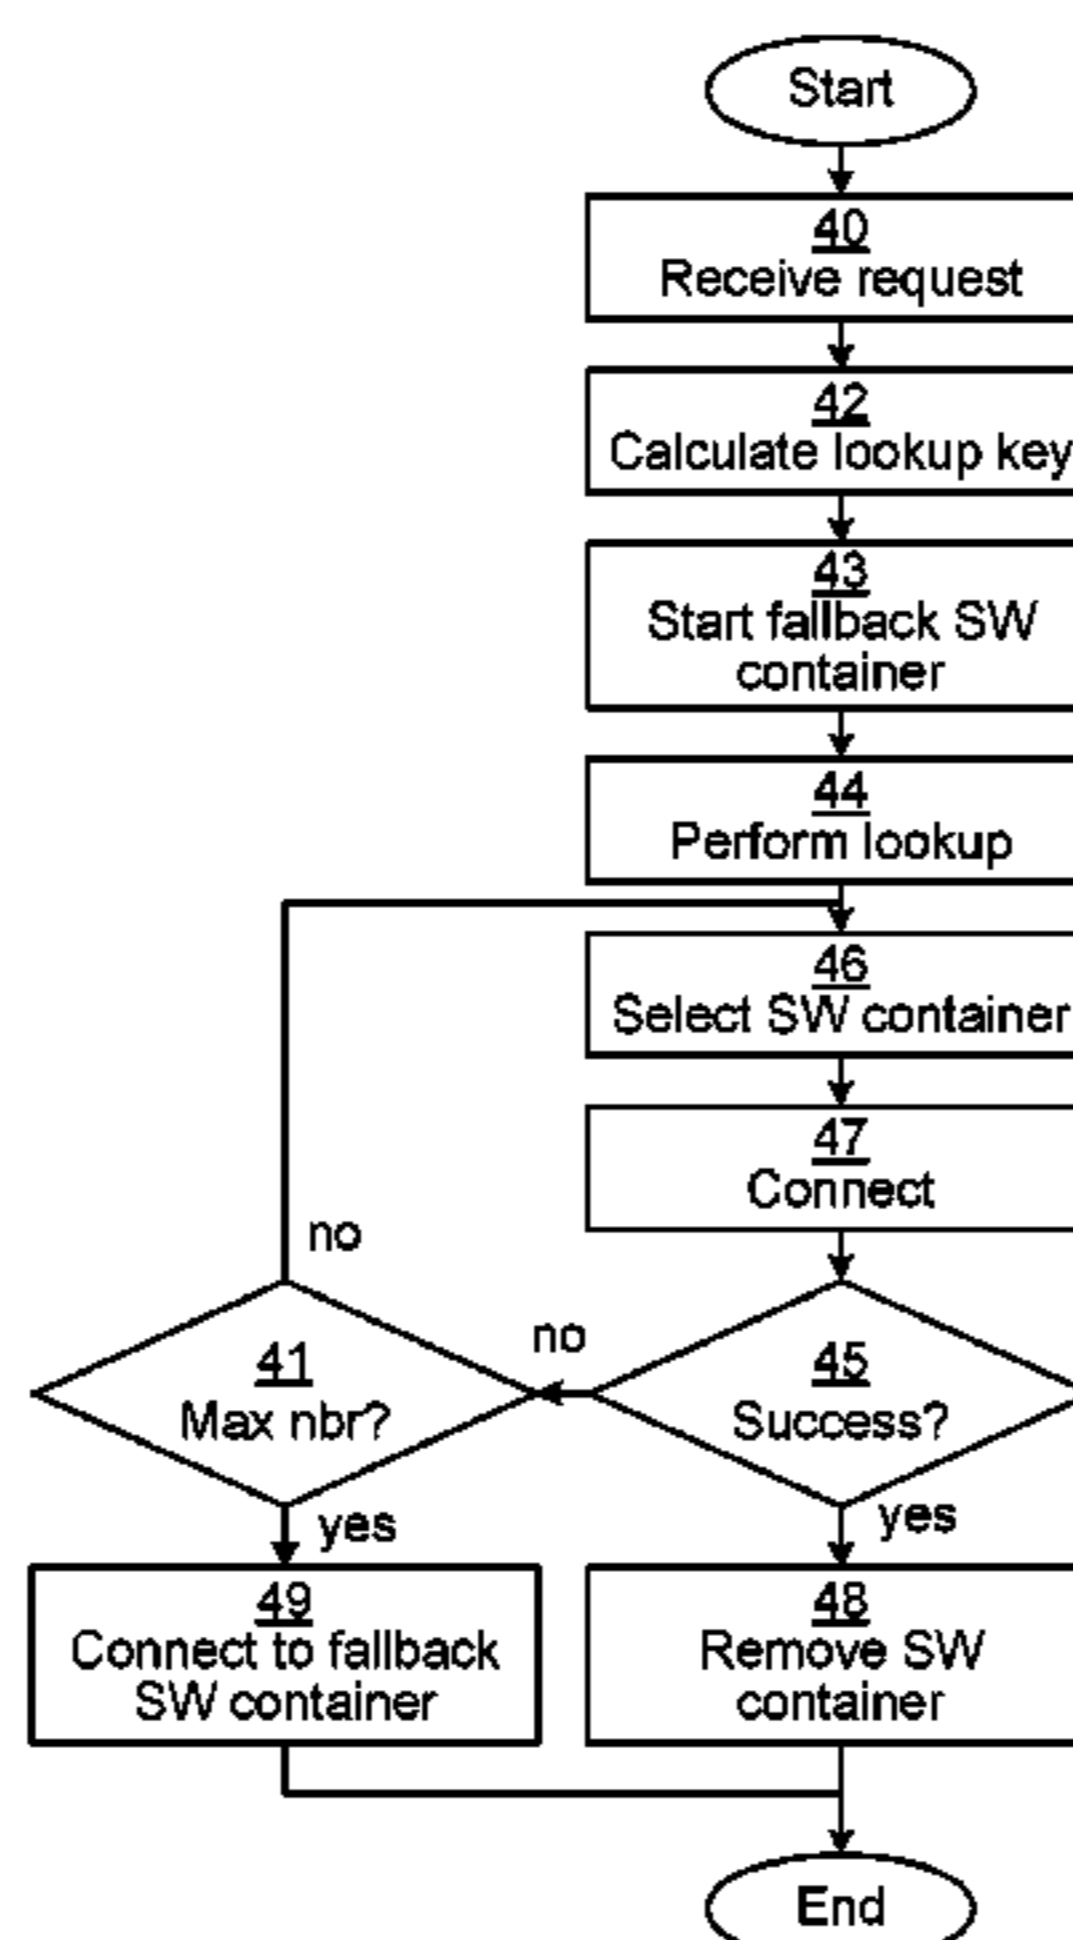 Start
40
Receive request
42
Calculate lookup key
43
Start fallback SW
container
44
Perform lookup
46
Select SW container
47
Connect
no
no
41
Max nbr?
45
Success?
yes
yes
49
Connect to fallback
SW container
48
Remove SW
container
End